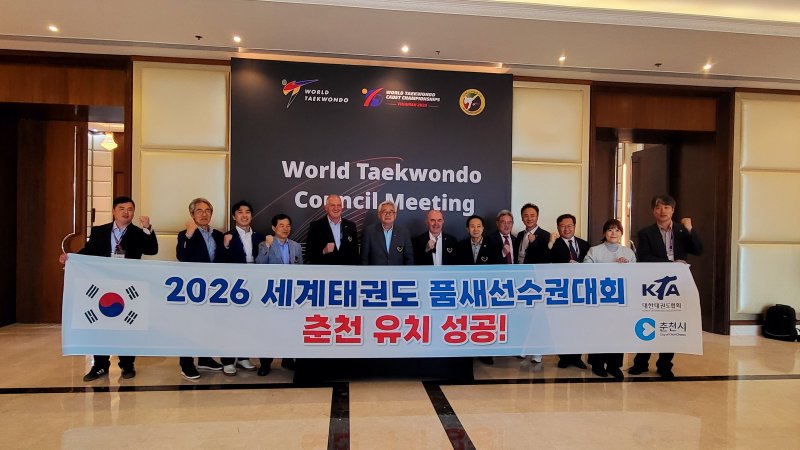 WORLD
TAEKWONDO
WORLD TAEKWONDO
CADET CHAMPIONSHIPS
World Taekwondo
Council Meeting
2026 세계태권도 품새선수권대회
춘천 유치 성공!
KTA
대한태권도협회
춘천시